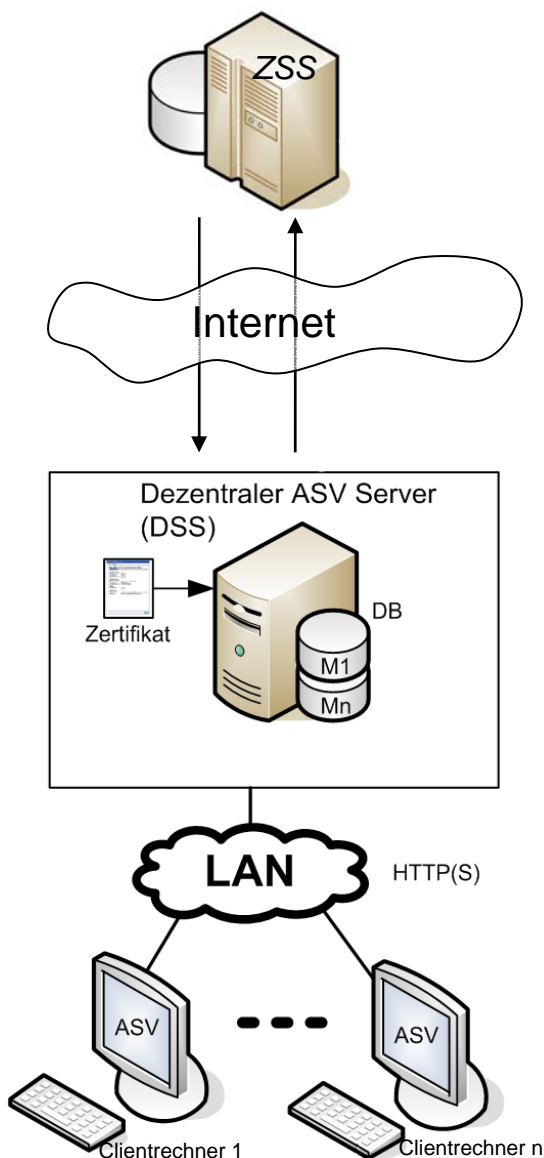 ZSS
Internet
Dezentraler ASV Server
(DSS)
DB
Zertifikat
M1
Mn
LAN
HTTP(S)
ASV
ASV
Clientrechner 1
Clientrechner n